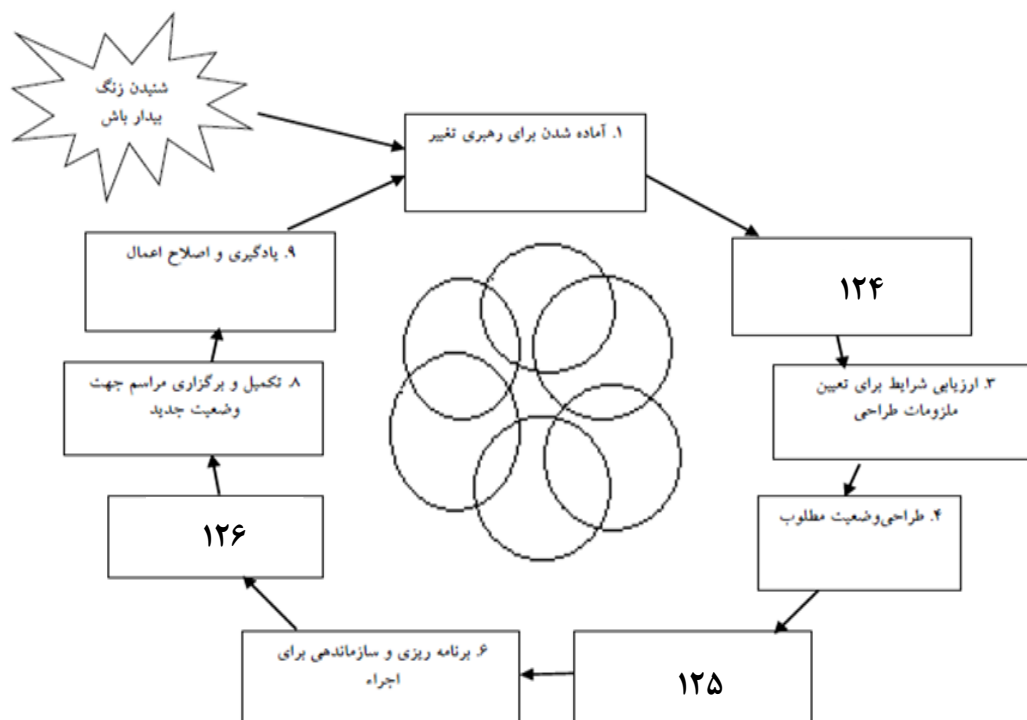 شنیدن زنگ
بیدار باش
۱. آماده شدن برای رهبری تغییر
۱۲۴
۳. ارزیابی شرایط برای تعیین
ملزومات طراحی
۴. طراحی‌وضعیت مطلوب
۱۲۵
۶. برنامه ریزی و سازماندهی برای
اجراء
۱۲۶
۸. تکمیل و برگزاری مراسم جهت
وضعیت جدید
۹. یادگیری و اصلاح اعمال